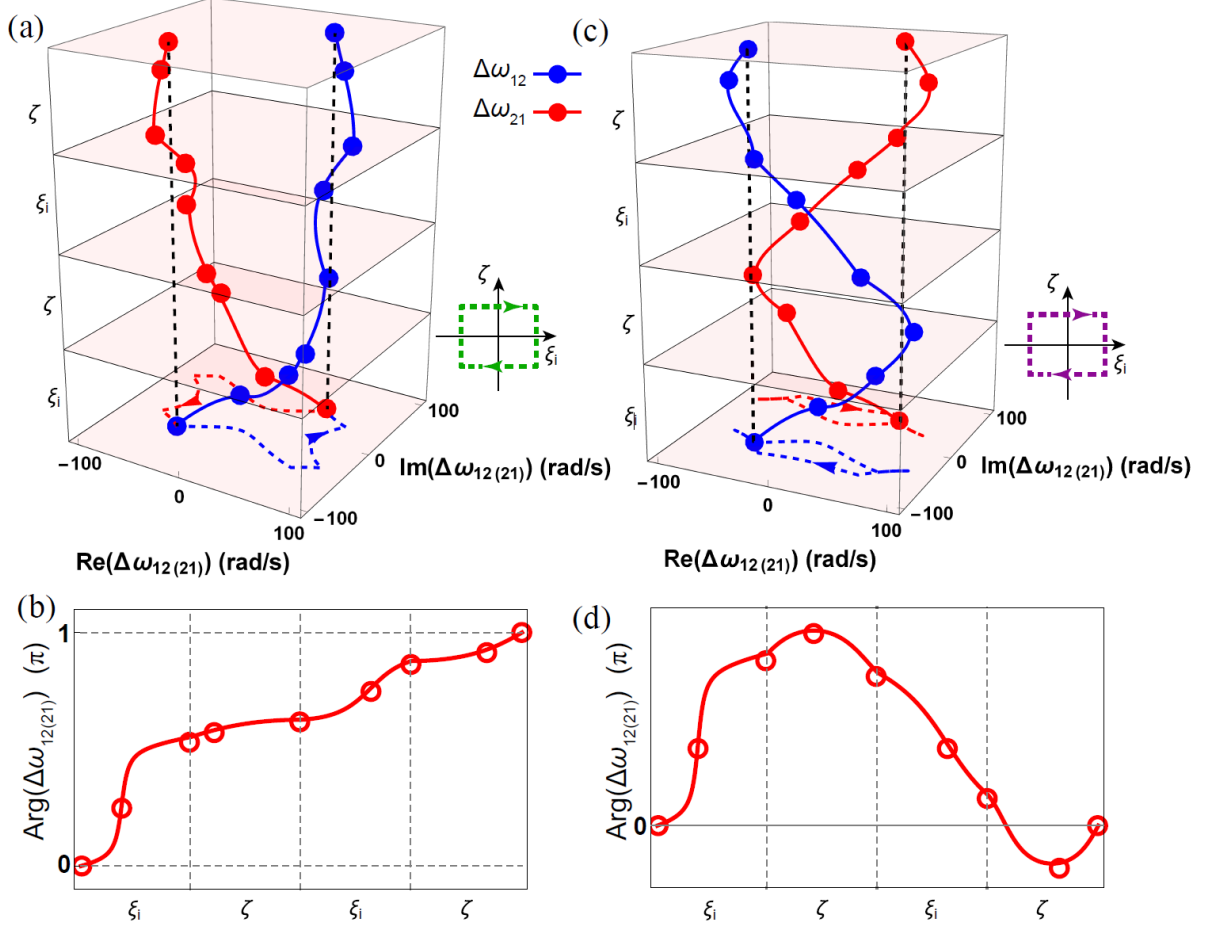 (a)
ζ
ξi
ζ
ξi
−100
0
100
Re(Δω12(21)) (rad/s)
−100
0
100
Im(Δω12(21)) (rad/s)
Δω12
Δω21
ζ
ξi
(c)
ζ
ξi
ζ
ξi
−100
0
100
Re(Δω12(21)) (rad/s)
−100
0
100
Im(Δω12(21)) (rad/s)
ζ
ξi
(b)
Arg(Δω12(21)) (π)
1
0
ξi ζ ξi ζ
(d)
Arg(Δω12(21)) (π)
0
ξi ζ ξi ζ